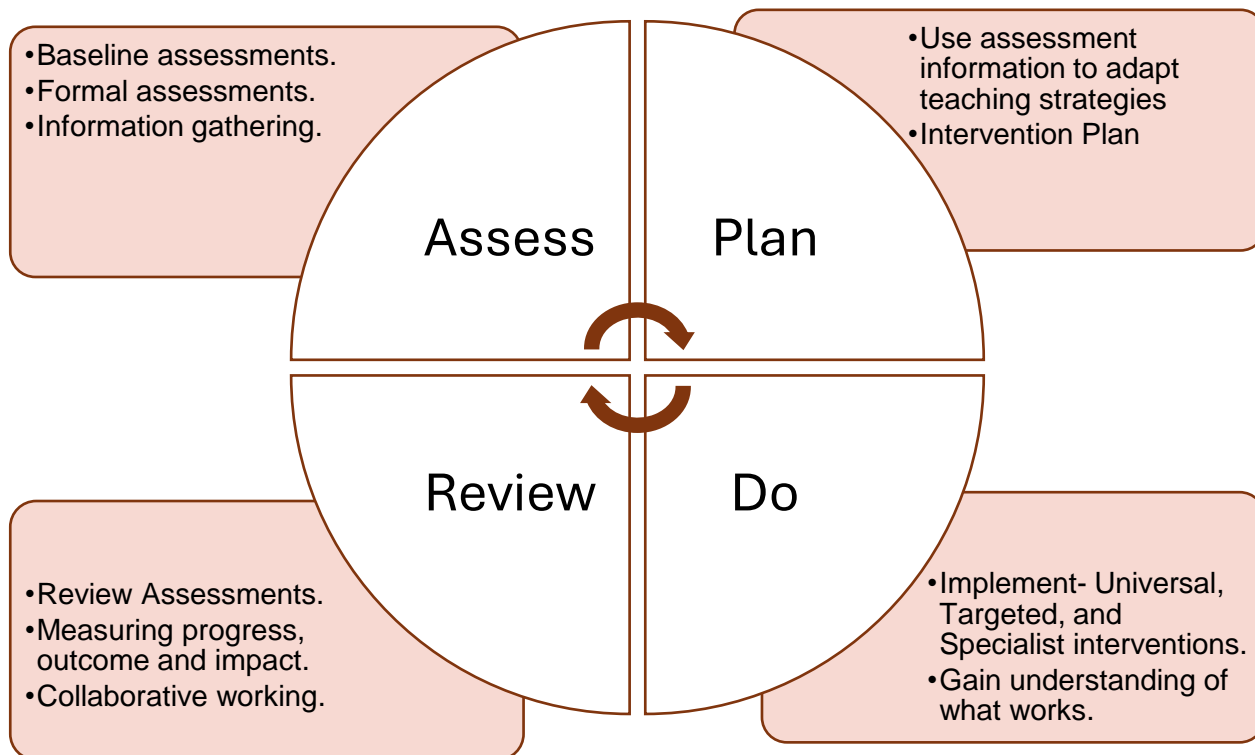 •Baseline assessments.
•Formal assessments.
•Information gathering.
•Use assessment
information to adapt
teaching strategies
•Intervention Plan
Assess
Plan
Review
Do
•Review Assessments.
•Measuring progress,
outcome and impact.
•Collaborative working.
•Implement- Universal,
Targeted, and
Specialist interventions.
•Gain understanding of
what works.